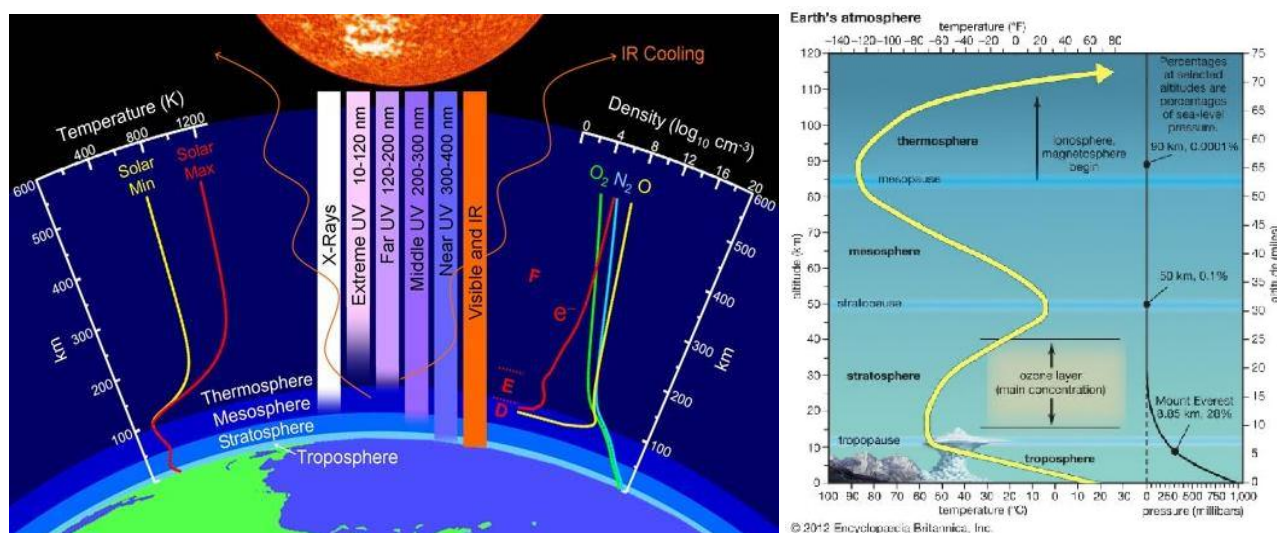 IR Cooling
Temperature (K)
400
800
1200
Solar
Min
Solar
Max
600
500
400
300
200
100
km
X-Rays
Extreme UV 10-120 nm
Far UV 120-200 nm
Middle UV 200-300 nm
Near UV 300-400 nm
Visible and IR
Density (log10 cm-3)
0
4
8
12
16
20
O2
N2
O
600
500
400
300
200
100
km
F
e-
E
D
Thermosphere
Mesosphere
Stratosphere
Troposphere
Earth's atmosphere
temperature (°F)
-140 -100 -60 -40 -20 0 20 40 60 80
altitude (km)
120
110
100
90
80
70
60
50
40
30
20
10
0
thermosphere
mesopause
mesosphere
stratopause
stratosphere
tropopause
troposphere
ionosphere,
magnetosphere
begin
ozone layer
(main concentration)
Percentages
at selected
altitudes are
percentages
of sea-level
pressure.
90 km, 0.0001%
50 km, 0.1%
Mount Everest
8.85 km, 28%
75
70
65
60
55
50
45
40
35
30
25
20
15
10
5
0
altitude (miles)
100 90 80 70 60 50 40 30 20 10 0 10 20 30
temperature (°C)
0 250 500 750 1,000
pressure (millibars)
© 2012 Encyclopædia Britannica, Inc.